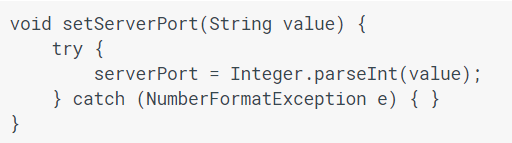 void setServerPort(String value) {
    try {
        serverPort = Integer.parseInt(value);
    } catch (NumberFormatException e) { }
}